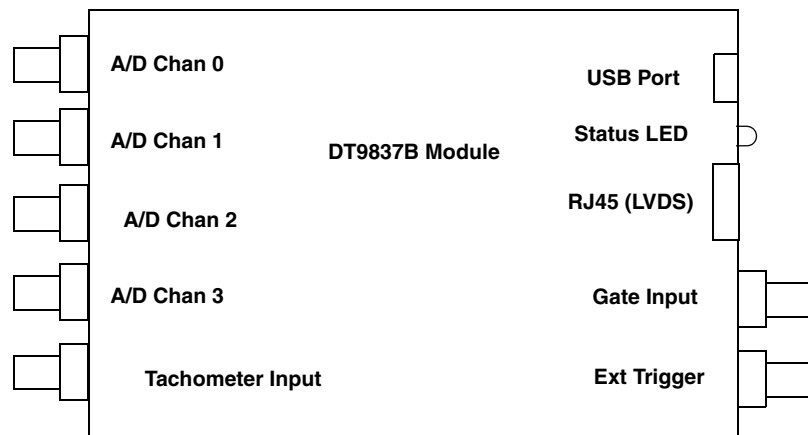 A/D Chan 0
USB Port
A/D Chan 1
DT9837B Module
Status LED
A/D Chan 2
RJ45 (LVDS)
A/D Chan 3
Gate Input
Tachometer Input
Ext Trigger